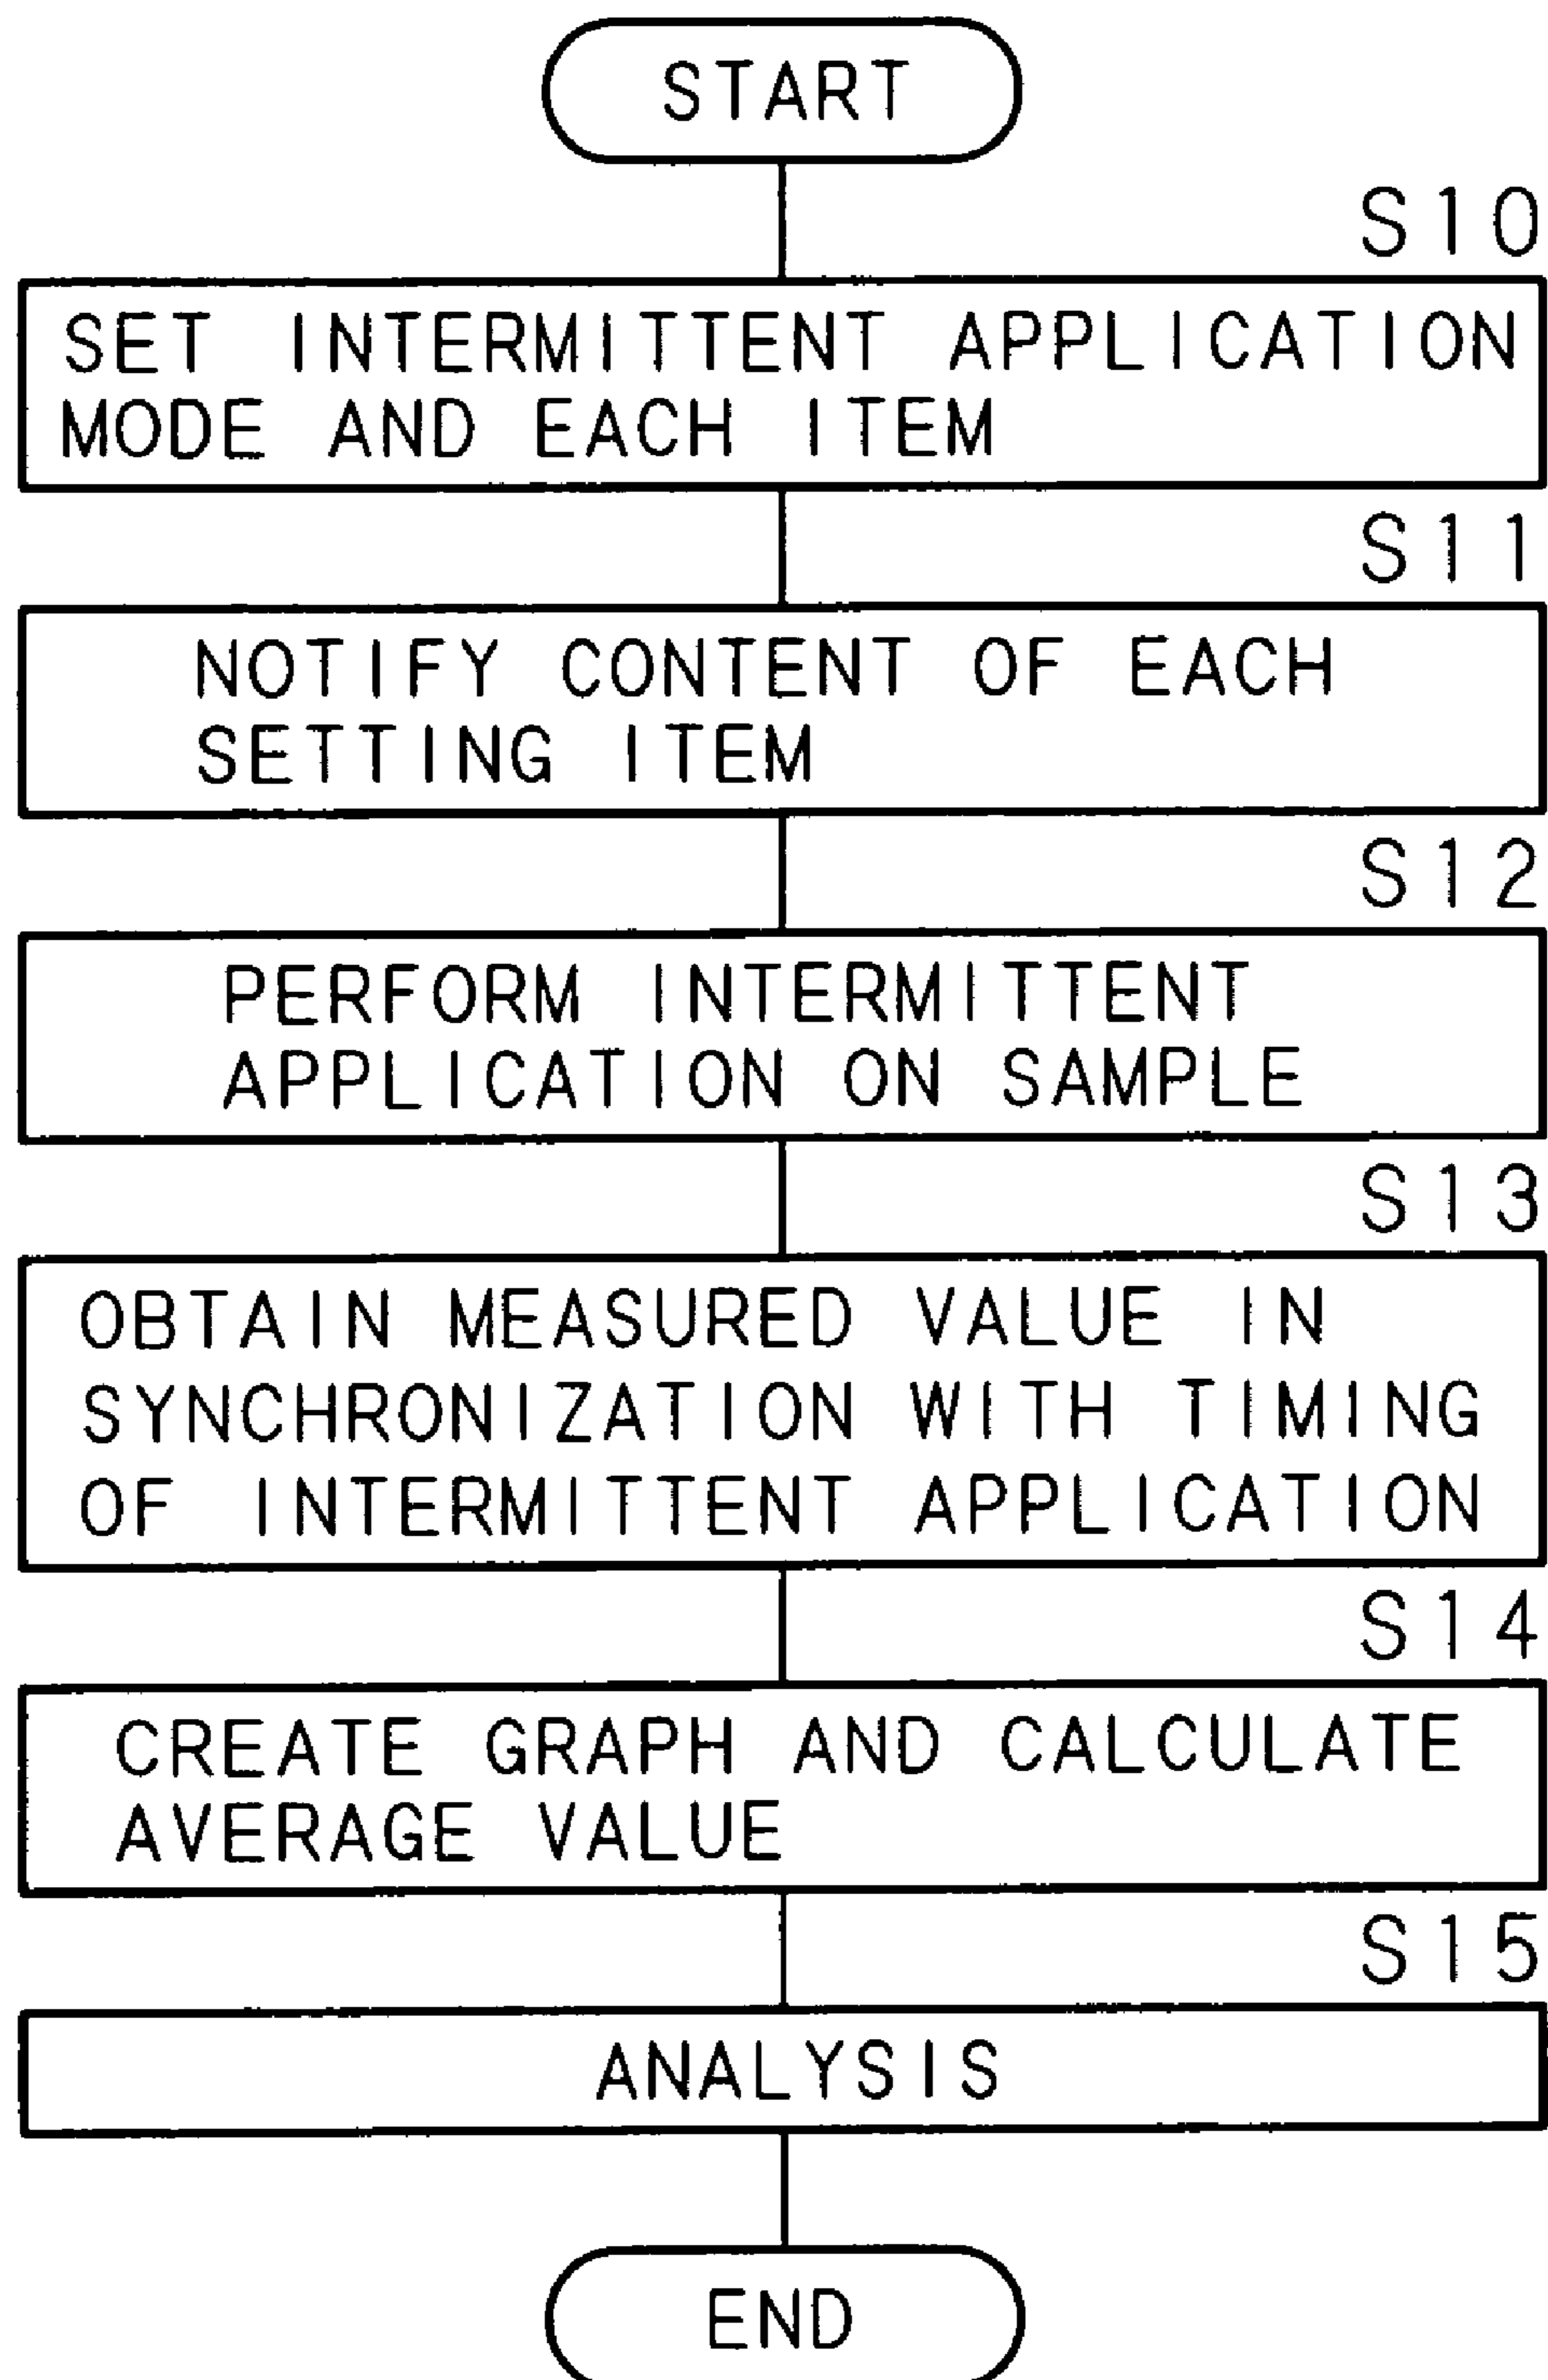 START
S10
SET INTERMITTENT APPLICATION
MODE AND EACH ITEM
S11
NOTIFY CONTENT OF EACH
SETTING ITEM
S12
PERFORM INTERMITTENT
APPLICATION ON SAMPLE
S13
OBTAIN MEASURED VALUE IN
SYNCHRONIZATION WITH TIMING
OF INTERMITTENT APPLICATION
S14
CREATE GRAPH AND CALCULATE
AVERAGE VALUE
S15
ANALYSIS
END